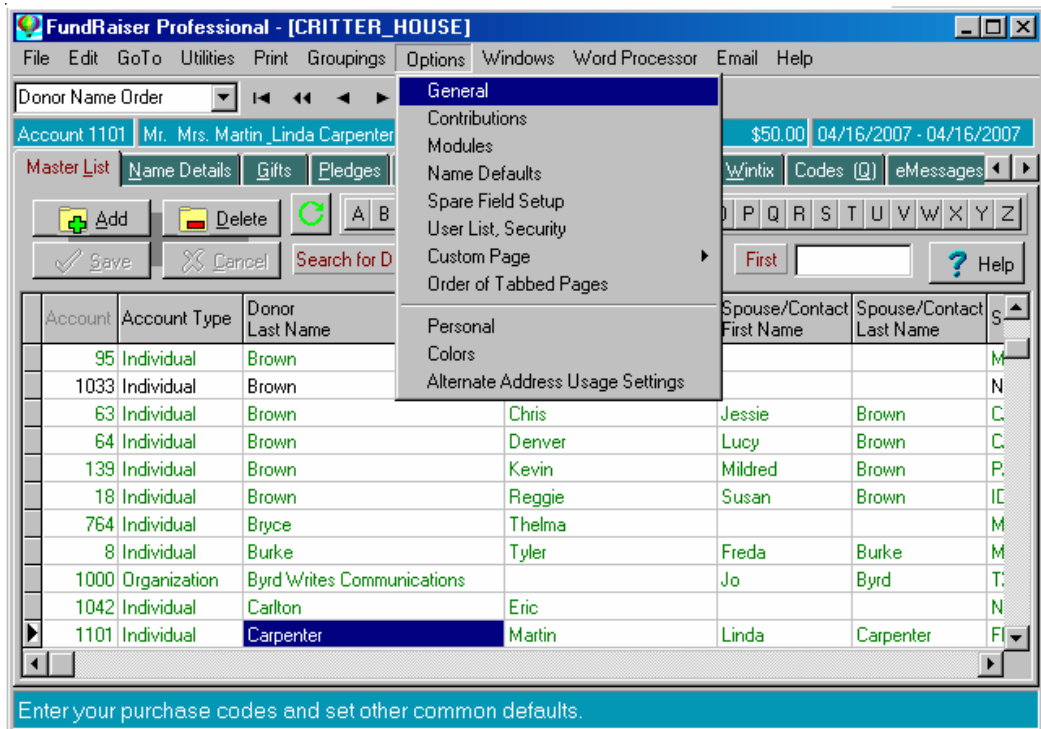 FundRaiser Professional - [CRITTER_HOUSE]
File Edit GoTo Utilities Print Groupings Options Windows Word Processor Email Help
Donor Name Order
General
Contributions
Modules
Name Defaults
Spare Field Setup
User List, Security
Custom Page
Order of Tabbed Pages
Personal
Colors
Alternate Address Usage Settings
Account 1101 Mr. Mrs. Martin _Linda Carpenter $50.00 04/16/2007 - 04/16/2007
Master List Name Details Gifts Pledges Wintix Codes (Q) eMessages
Add Delete A B P Q R S T U V W X Y Z
Save Cancel Search for D First Help
Account Account Type Donor Last Name Spouse/Contact First Name Spouse/Contact Last Name S
95 Individual Brown M
1033 Individual Brown N
63 Individual Brown Chris Jessie Brown
64 Individual Brown Denver Lucy Brown
139 Individual Brown Kevin Mildred Brown
18 Individual Brown Reggie Susan Brown
764 Individual Bryce Thelma M
8 Individual Burke Tyler Freda Burke M
1000 Organization Byrd Writes Communications Jo Byrd
1042 Individual Carlton Eric N
1101 Individual Carpenter Martin Linda Carpenter
Enter your purchase codes and set other common defaults.